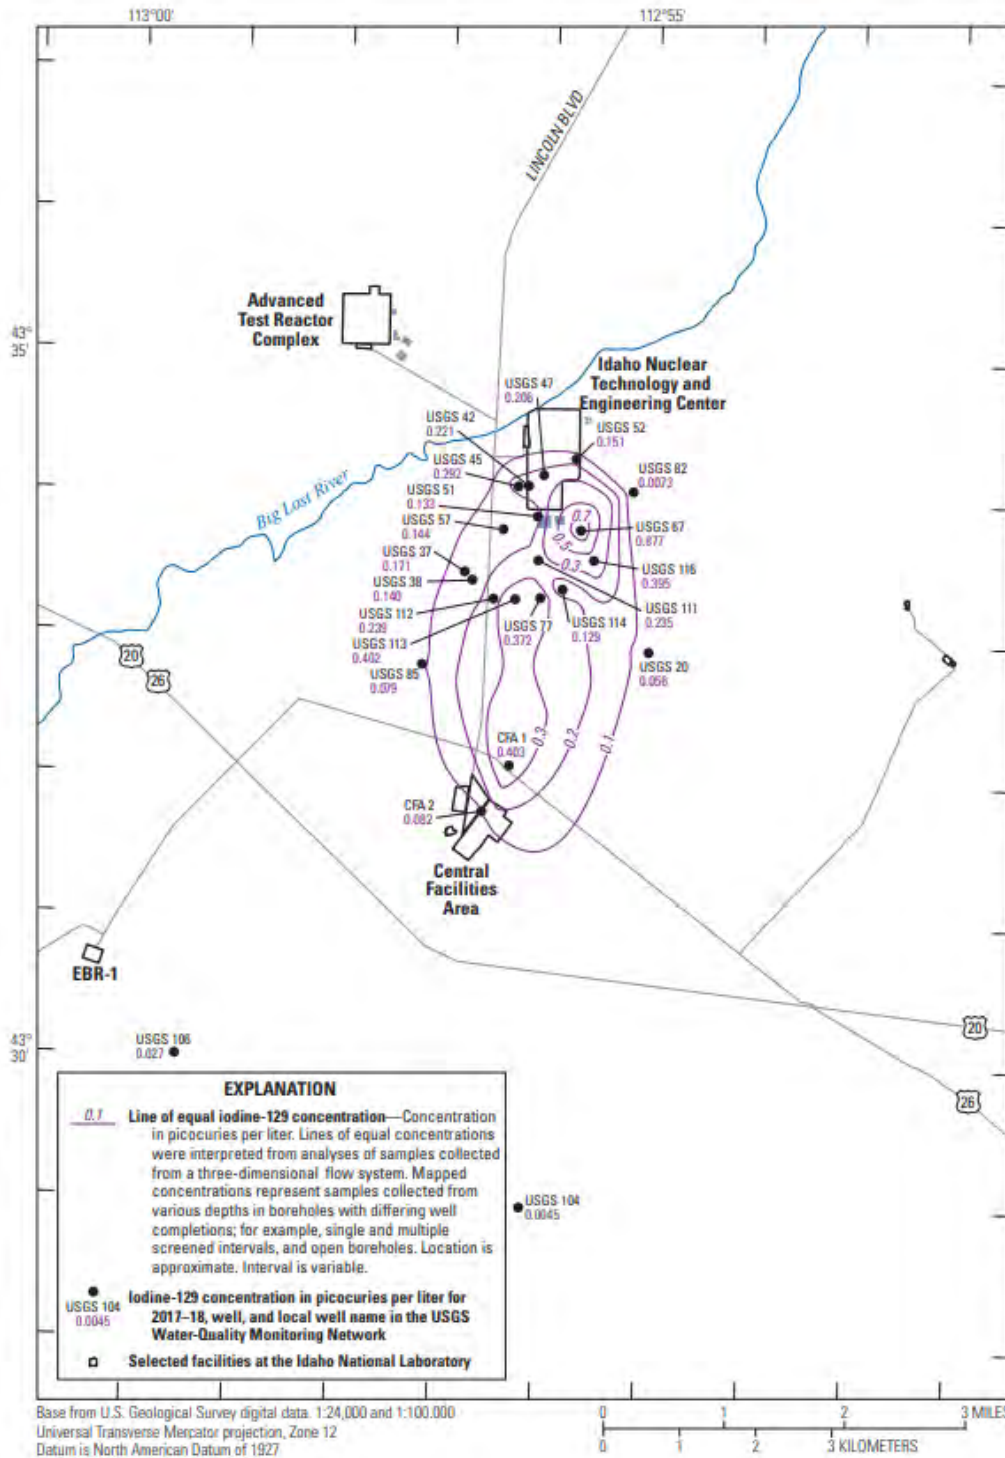 113°00'
112°55'
LINCOLN BLVD
Advanced
Test Reactor
Complex
43°
35'
Idaho Nuclear
Technology and
Engineering Center
USGS 47
0.206
USGS 42
0.221
USGS 52
0.151
USGS 45
0.292
USGS 82
0.0073
USGS 51
0.133
Big Lost River
USGS 57
0.144
0.7
USGS 67
0.877
0.5
USGS 37
0.171
0.3
USGS 116
0.395
USGS 38
0.140
USGS 112
0.239
USGS 111
0.235
USGS 77
0.372
USGS 114
0.129
USGS 113
0.402
20
USGS 85
0.079
USGS 20
0.056
26
CFA 1
0.403
0.3
0.2
0.1
CFA 2
0.082
Central
Facilities
Area
EBR-1
20
43°
30'
USGS 106
0.027
26
EXPLANATION
0.1
Line of equal iodine-129 concentration—Concentration
in picocuries per liter. Lines of equal concentrations
were interpreted from analyses of samples collected
from a three-dimensional flow system. Mapped
concentrations represent samples collected from
various depths in boreholes with differing well
completions; for example, single and multiple
screened intervals, and open boreholes. Location is
approximate. Interval is variable.
USGS 104
0.0045
USGS 104
0.0045
Iodine-129 concentration in picocuries per liter for
2017–18, well, and local well name in the USGS
Water-Quality Monitoring Network
Selected facilities at the Idaho National Laboratory
Base from U.S. Geological Survey digital data. 1:24,000 and 1:100.000
Universal Transverse Mercator projection, Zone 12
Datum is North American Datum of 1927
0 1 2 3 MILES
0 1 2 3 KILOMETERS